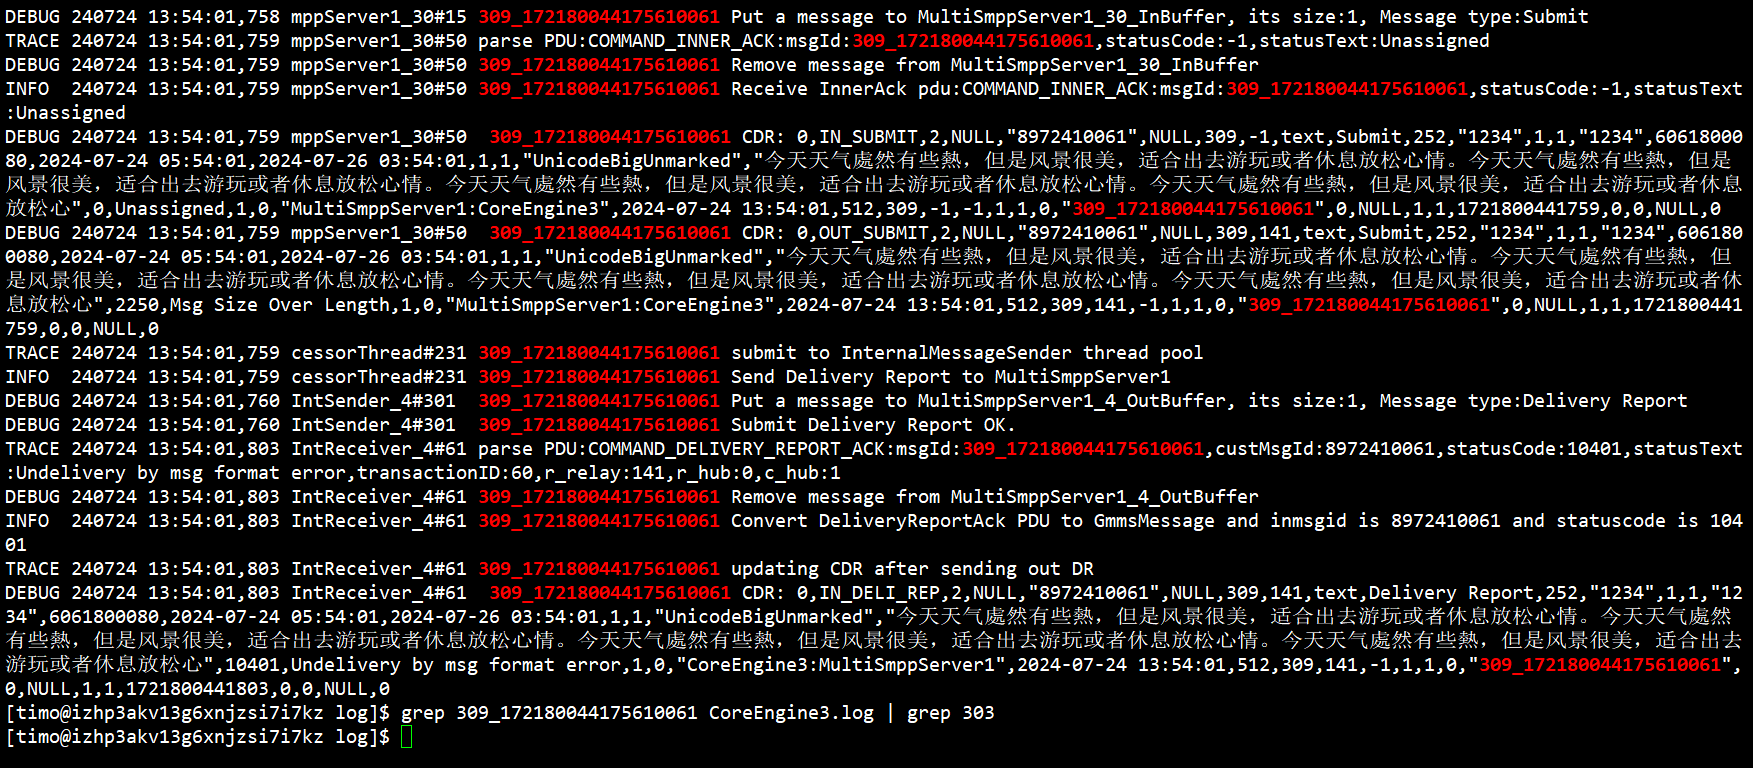 DEBUG 240724 13:54:01,758 mppServer1_30#15 309_172180044175610061 Put a message to MultiSmppServer1_30_InBuffer, its size:1, Message type:Submit
TRACE 240724 13:54:01,759 mppServer1_30#50 parse PDU:COMMAND_INNER_ACK:msgId:309_172180044175610061,statusCode:-1,statusText:Unassigned
DEBUG 240724 13:54:01,759 mppServer1_30#50 309_172180044175610061 Remove message from MultiSmppServer1_30_InBuffer
INFO  240724 13:54:01,759 mppServer1_30#50 309_172180044175610061 Receive InnerAck pdu:COMMAND_INNER_ACK:msgId:309_172180044175610061,statusCode:-1,statusText
:Unassigned
DEBUG 240724 13:54:01,759 mppServer1_30#50  309_172180044175610061 CDR: 0,IN_SUBMIT,2,NULL,"8972410061",NULL,309,-1,text,Submit,252,"1234",1,1,"1234",60618000
80,2024-07-24 05:54:01,2024-07-26 03:54:01,1,1,"UnicodeBigUnmarked","今天天气處然有些熱，但是风景很美，适合出去游玩或者休息放松心情。今天天气處然有些熱，但是
风景很美，适合出去游玩或者休息放松心情。今天天气處然有些熱，但是风景很美，适合出去游玩或者休息放松心情。今天天气處然有些熱，但是风景很美，适合出去游玩或者休息
放松心",0,Unassigned,1,0,"MultiSmppServer1:CoreEngine3",2024-07-24 13:54:01,512,309,-1,-1,1,1,0,"309_172180044175610061",0,NULL,1,1,1721800441759,0,0,NULL,0
DEBUG 240724 13:54:01,759 mppServer1_30#50  309_172180044175610061 CDR: 0,OUT_SUBMIT,2,NULL,"8972410061",NULL,309,141,text,Submit,252,"1234",1,1,"1234",606180
0080,2024-07-24 05:54:01,2024-07-26 03:54:01,1,1,"UnicodeBigUnmarked","今天天气處然有些熱，但是风景很美，适合出去游玩或者休息放松心情。今天天气處然有些熱，但
是风景很美，适合出去游玩或者休息放松心情。今天天气處然有些熱，但是风景很美，适合出去游玩或者休息放松心情。今天天气處然有些熱，但是风景很美，适合出去游玩或者休
息放松心",2250,Msg Size Over Length,1,0,"MultiSmppServer1:CoreEngine3",2024-07-24 13:54:01,512,309,141,-1,1,1,0,"309_172180044175610061",0,NULL,1,1,1721800441
759,0,0,NULL,0
TRACE 240724 13:54:01,759 cessorThread#231 309_172180044175610061 submit to InternalMessageSender thread pool
INFO  240724 13:54:01,759 cessorThread#231 309_172180044175610061 Send Delivery Report to MultiSmppServer1
DEBUG 240724 13:54:01,760 IntSender_4#301  309_172180044175610061 Put a message to MultiSmppServer1_4_OutBuffer, its size:1, Message type:Delivery Report
DEBUG 240724 13:54:01,760 IntSender_4#301  309_172180044175610061 Submit Delivery Report OK.
TRACE 240724 13:54:01,803 IntReceiver_4#61 parse PDU:COMMAND_DELIVERY_REPORT_ACK:msgId:309_172180044175610061,custMsgId:8972410061,statusCode:10401,statusText
:Undelivery by msg format error,transactionID:60,r_relay:141,r_hub:0,c_hub:1
DEBUG 240724 13:54:01,803 IntReceiver_4#61 309_172180044175610061 Remove message from MultiSmppServer1_4_OutBuffer
INFO  240724 13:54:01,803 IntReceiver_4#61 309_172180044175610061 Convert DeliveryReportAck PDU to GmmsMessage and inmsgid is 8972410061 and statuscode is 104
01
TRACE 240724 13:54:01,803 IntReceiver_4#61 309_172180044175610061 updating CDR after sending out DR
DEBUG 240724 13:54:01,803 IntReceiver_4#61  309_172180044175610061 CDR: 0,IN_DELI_REP,2,NULL,"8972410061",NULL,309,141,text,Delivery Report,252,"1234",1,1,"12
34",6061800080,2024-07-24 05:54:01,2024-07-26 03:54:01,1,1,"UnicodeBigUnmarked","今天天气處然有些熱，但是风景很美，适合出去游玩或者休息放松心情。今天天气處然
有些熱，但是风景很美，适合出去游玩或者休息放松心情。今天天气處然有些熱，但是风景很美，适合出去游玩或者休息放松心情。今天天气處然有些熱，但是风景很美，适合出去
游玩或者休息放松心",10401,Undelivery by msg format error,1,0,"CoreEngine3:MultiSmppServer1",2024-07-24 13:54:01,512,309,141,-1,1,1,0,"309_172180044175610061",
0,NULL,1,1,1721800441803,0,0,NULL,0
[timo@izhp3akv13g6xnjzsi7i7kz log]$ grep 309_172180044175610061 CoreEngine3.log | grep 303
[timo@izhp3akv13g6xnjzsi7i7kz log]$